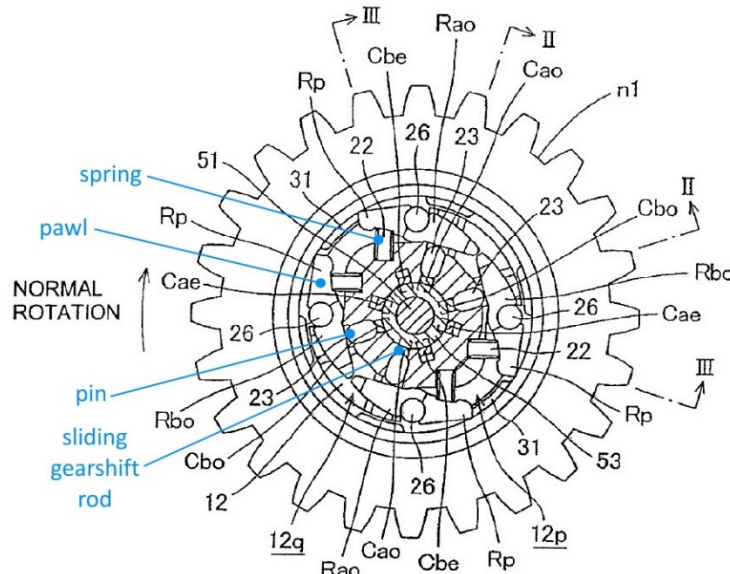 III
Rao
II
Cbe
Cao
Rp
n1
26
23
22
51
spring
31
23
II
Rp
Cbo
pawl
Rbo
Cae
NORMAL
ROTATION
26
Cae
26
22
III
pin
23
Rp
Rbo
sliding
gearshift
rod
Cbo
26
31
53
12
12q
Rao
Cao
Cbe
Rp
12p